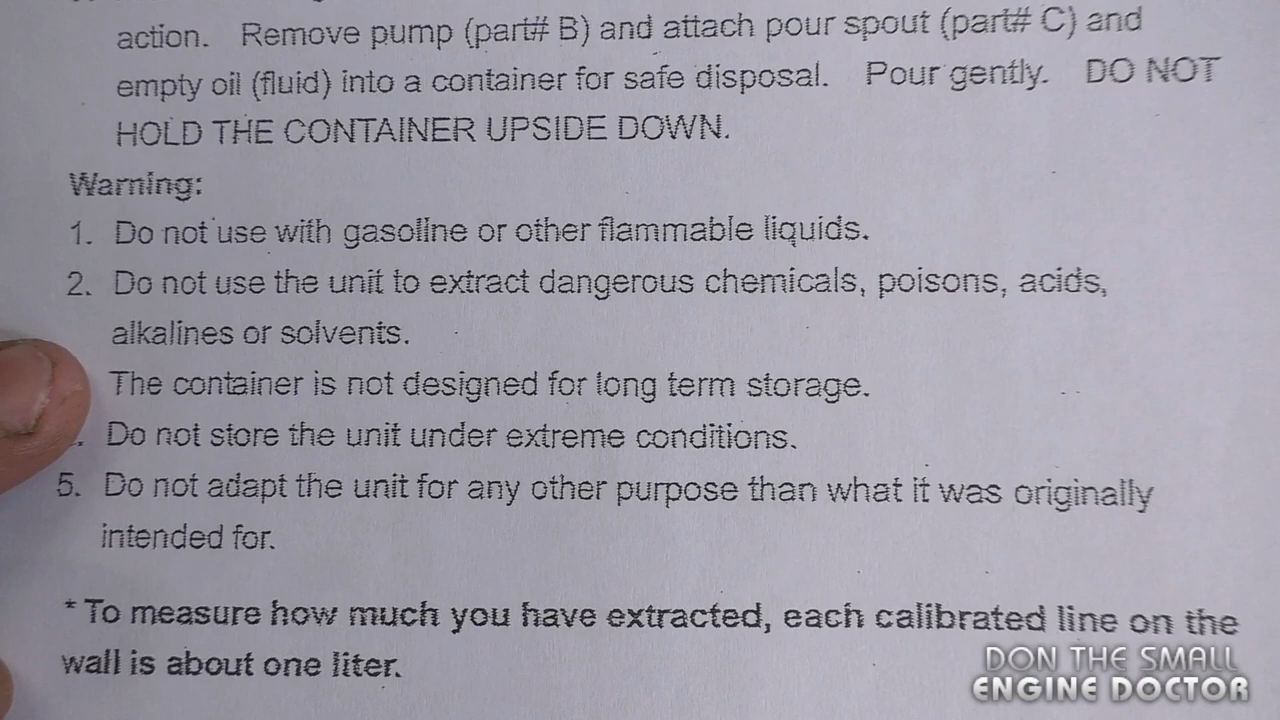 action. Remove pump (part# B) and attach pour spout (part# C) and
empty oil (fluid) into a container for safe disposal. Pour gently. DO NOT
HOLD THE CONTAINER UPSIDE DOWN.
Warning:
1. Do not use with gasoline or other flammable liquids.
2. Do not use the unit to extract dangerous chemicals, poisons, acids,
alkalines or solvents.
The container is not designed for long term storage.
. Do not store the unit under extreme conditions.
5. Do not adapt the unit for any other purpose than what it was originally
intended for.
* To measure how much you have extracted, each calibrated line on the
wall is about one liter.
DON THE SMALL
ENGINE DOCTOR